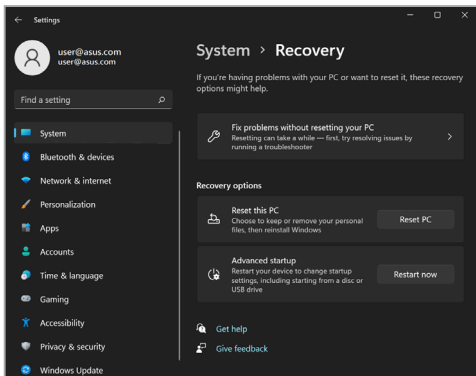 Settings
user@asus.com
user@asus.com
Find a setting
System
Bluetooth & devices
Network & internet
Personalization
Apps
Accounts
Time & language
Gaming
Accessibility
Privacy & security
Windows Update
System > Recovery
If you're having problems with your PC or want to reset it, these recovery
options might help.
Fix problems without resetting your PC
Resetting can take a while — first, try resolving issues by
running a troubleshooter
Recovery options
Reset this PC
Choose to keep or remove your personal
files, then reinstall Windows
Reset PC
Advanced startup
Restart your device to change startup
settings, including starting from a disc or
USB drive
Restart now
Get help
Give feedback